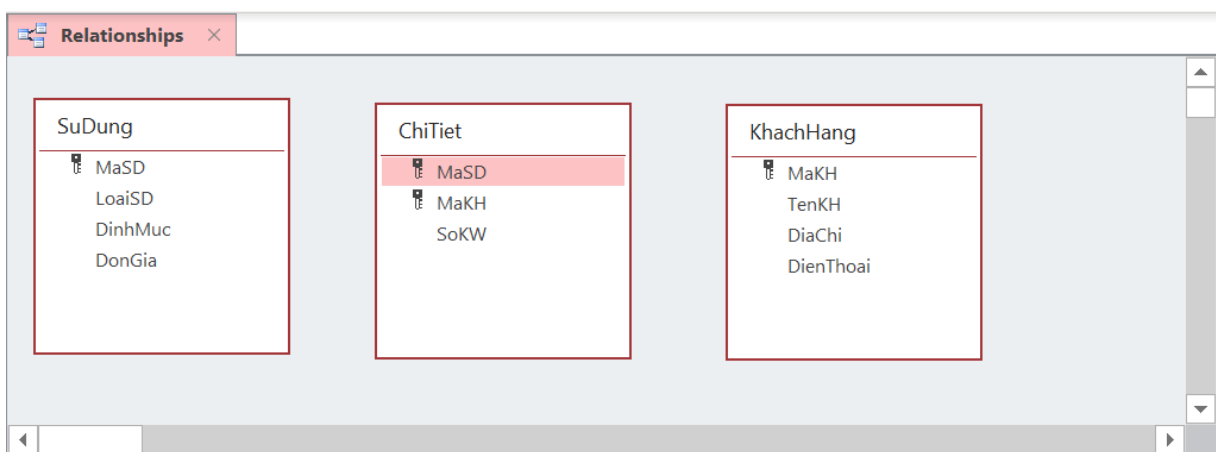 Relationships
SuDung
MaSD
LoaiSD
DinhMuc
DonGia
ChiTiet
MaSD
MaKH
SoKW
KhachHang
MaKH
TenKH
DiaChi
DienThoai